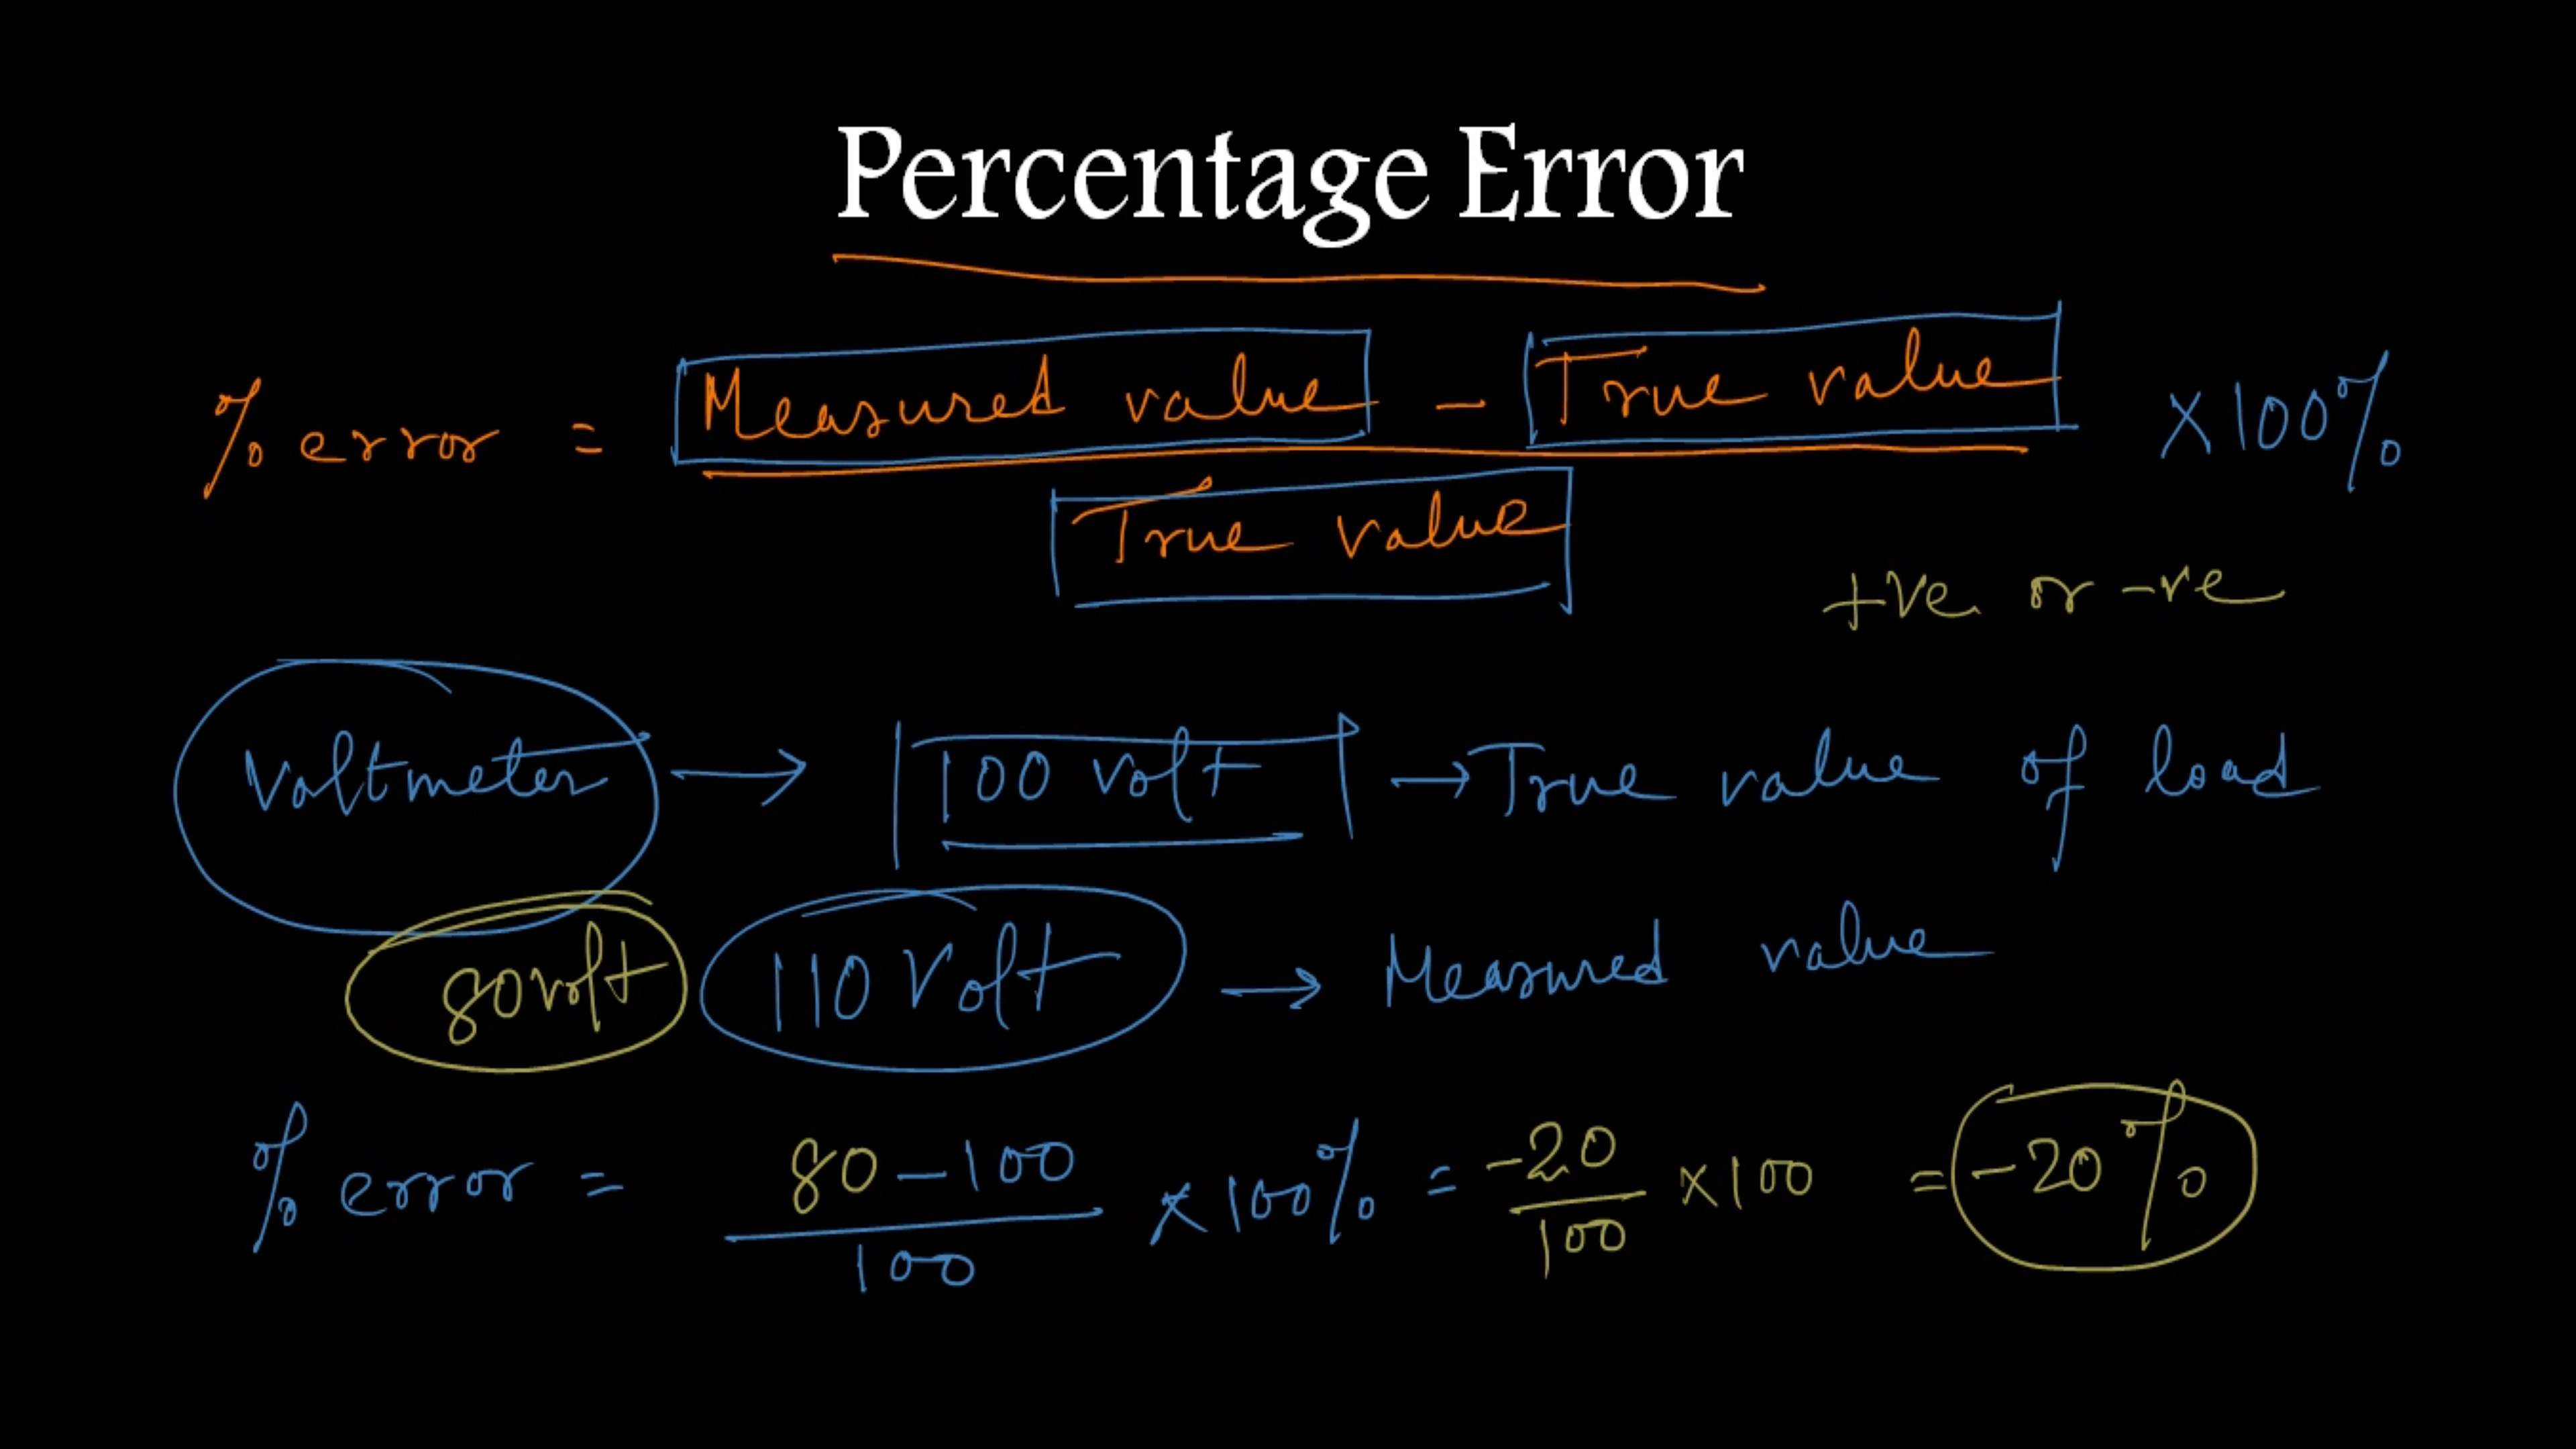 Percentage Error
% error = Measured value - True value ×100%
True value
+ve or -ve
Voltmeter → 100 volt → True value of load
80 volt 110 Volt → Measured value
% error = 80-100 × 100% = -20 ×100 = -20%
100 100